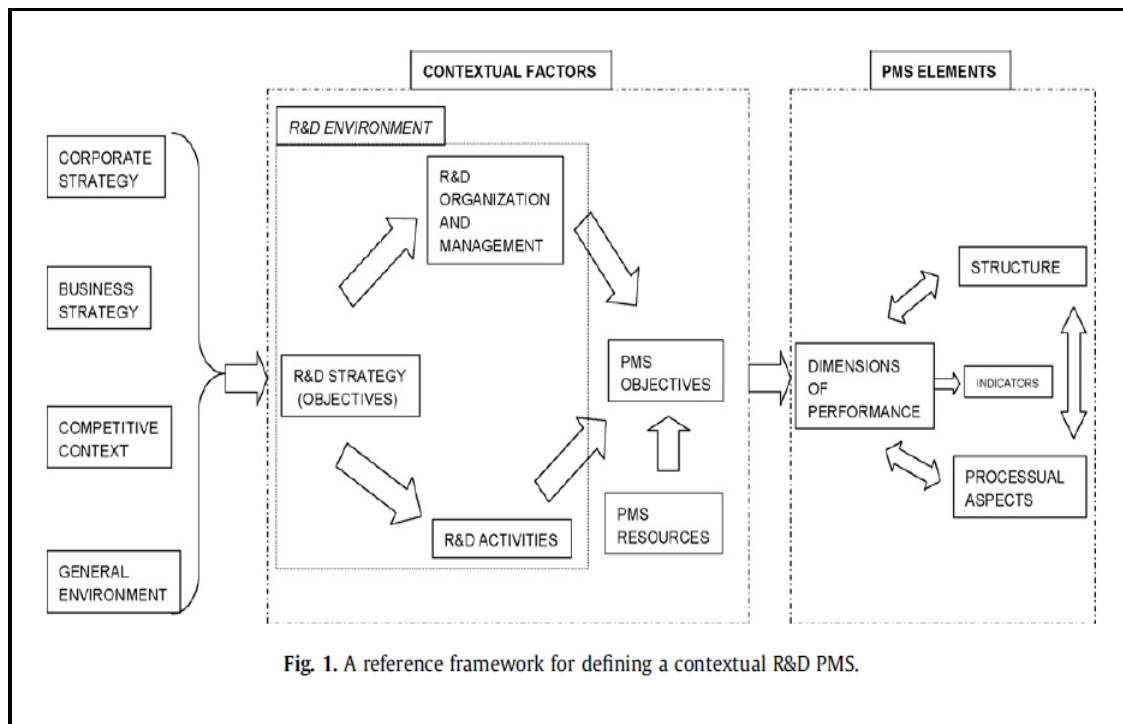 CONTEXTUAL FACTORS
PMS ELEMENTS
R&D ENVIRONMENT
CORPORATE
STRATEGY
BUSINESS
STRATEGY
COMPETITIVE
CONTEXT
GENERAL
ENVIRONMENT
R&D
ORGANIZATION
AND
MANAGEMENT
R&D STRATEGY
(OBJECTIVES)
R&D ACTIVITIES
PMS
OBJECTIVES
PMS
RESOURCES
STRUCTURE
DIMENSIONS
OF
PERFORMANCE
INDICATORS
PROCESSUAL
ASPECTS
Fig. 1. A reference framework for defining a contextual R&D PMS.